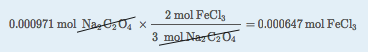 0.000971 mol Na₂C₂O₄ × 2 mol FeCl₃ / 3 mol Na₂C₂O₄ = 0.000647 mol FeCl₃